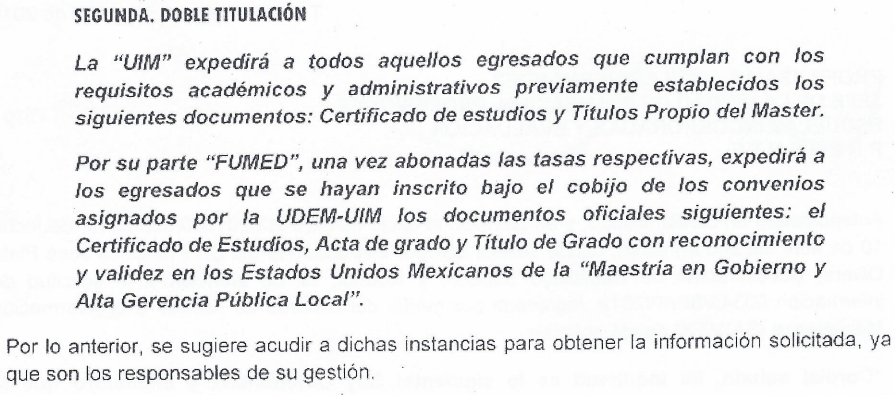 SEGUNDA. DOBLE TITULACIÓN
La “UIM” expedirá a todos aquellos egresados que cumplan con los
requisitos académicos y administrativos previamente establecidos los
siguientes documentos: Certificado de estudios y Títulos Propio del Master.
Por su parte “FUMED”, una vez abonadas las tasas respectivas, expedirá a
los egresados que se hayan inscrito bajo el cobijo de los convenios
asignados por la UDEM-UIM los documentos oficiales siguientes: el
Certificado de Estudios, Acta de grado y Título de Grado con reconocimiento
y validez en los Estados Unidos Mexicanos de la “Maestría en Gobierno y
Alta Gerencia Pública Local”.
Por lo anterior, se sugiere acudir a dichas instancias para obtener la información solicitada, ya
que son los responsables de su gestión.